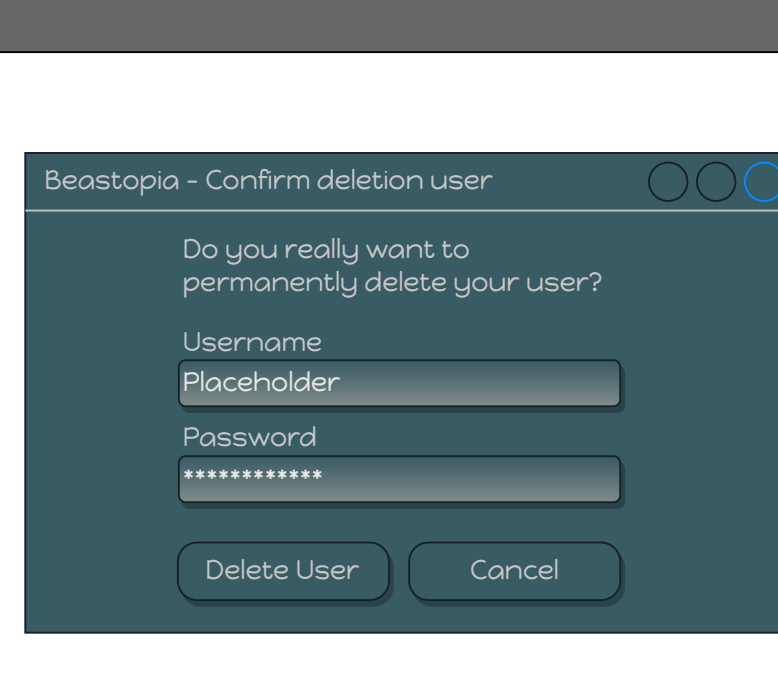 Beastopia - Confirm deletion user
Do you really want to
permanently delete your user?
Username
Placeholder
Password
************
Delete User
Cancel